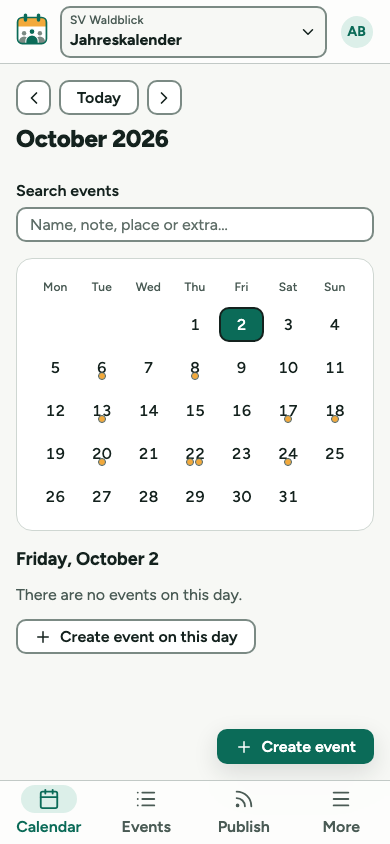 SV Waldblick
Jahreskalender
AB
Today
October 2026
Search events
Name, note, place or extra...
Mon Tue Wed Thu Fri Sat Sun
1 2 3 4
5 6 7 8 9 10 11
12 13 14 15 16 17 18
19 20 21 22 23 24 25
26 27 28 29 30 31
Friday, October 2
There are no events on this day.
Create event on this day
Create event
Calendar Events Publish More